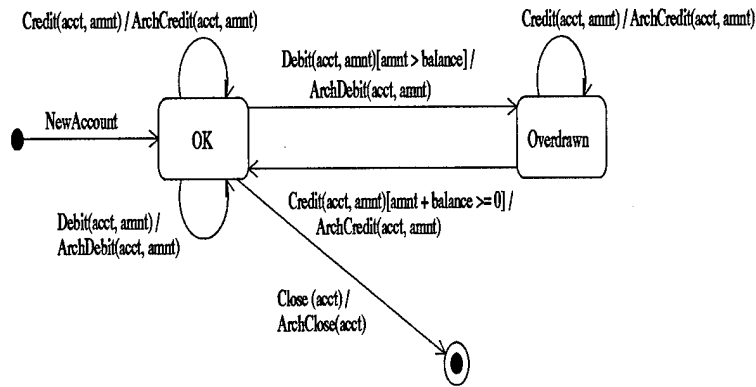 Credit(acct, amnt) / ArchCredit(acct, amnt)
Credit(acct, amnt) / ArchCredit(acct, amnt)
Debit(acct, amnt)[amnt > balance] /
ArchDebit(acct, amnt)
NewAccount
OK
Overdrawn
Debit(acct, amnt) /
ArchDebit(acct, amnt)
Credit(acct, amnt)[amnt + balance >= 0] /
ArchCredit(acct, amnt)
Close (acct) /
ArchClose(acct)